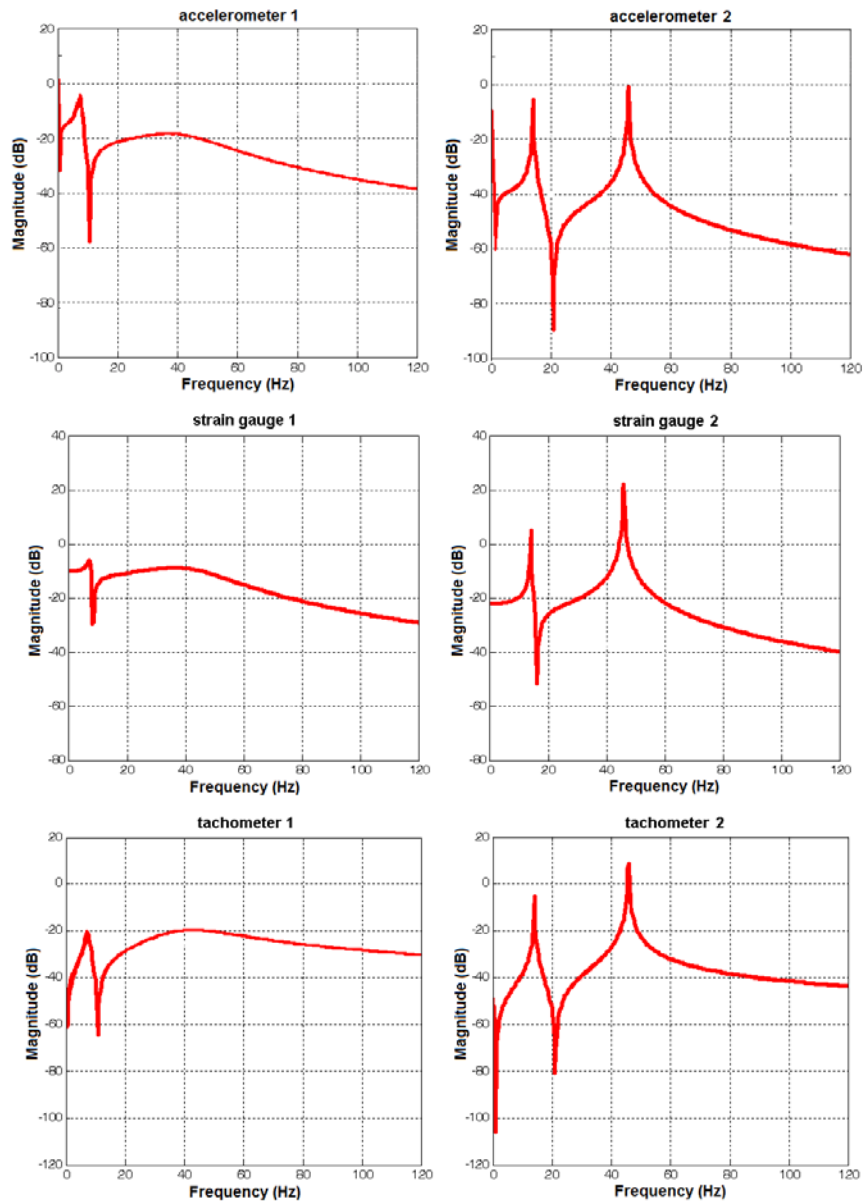 accelerometer 1
20
0
-20
-40
-60
-80
-100
Magnitude (dB)
0 20 40 60 80 100 120
Frequency (Hz)
accelerometer 2
20
0
-20
-40
-60
-80
-100
Magnitude (dB)
0 20 40 60 80 100 120
Frequency (Hz)
strain gauge 1
40
20
0
-20
-40
-60
-80
Magnitude (dB)
0 20 40 60 80 100 120
Frequency (Hz)
strain gauge 2
40
20
0
-20
-40
-60
-80
Magnitude (dB)
0 20 40 60 80 100 120
Frequency (Hz)
tachometer 1
20
0
-20
-40
-60
-80
-100
-120
Magnitude (dB)
0 20 40 60 80 100 120
Frequency (Hz)
tachometer 2
20
0
-20
-40
-60
-80
-100
-120
Magnitude (dB)
0 20 40 60 80 100 120
Frequency (Hz)